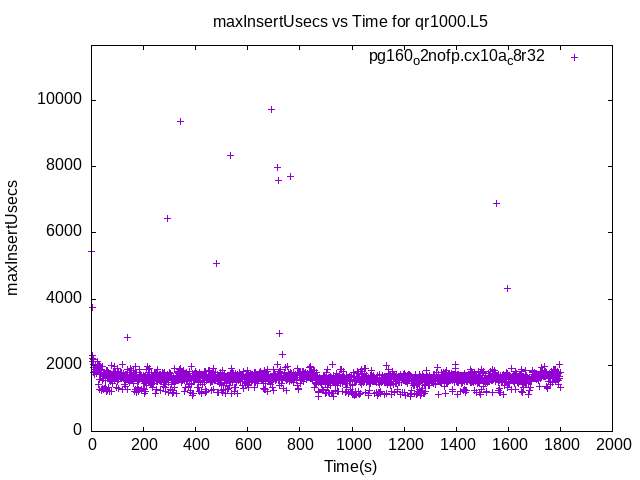 maxInsertUsecs vs Time for qr1000.L5
pg160o2nofp.cx10ac8r32
maxInsertUsecs
10000
8000
6000
4000
2000
0
0 200 400 600 800 1000 1200 1400 1600 1800 2000
Time(s)